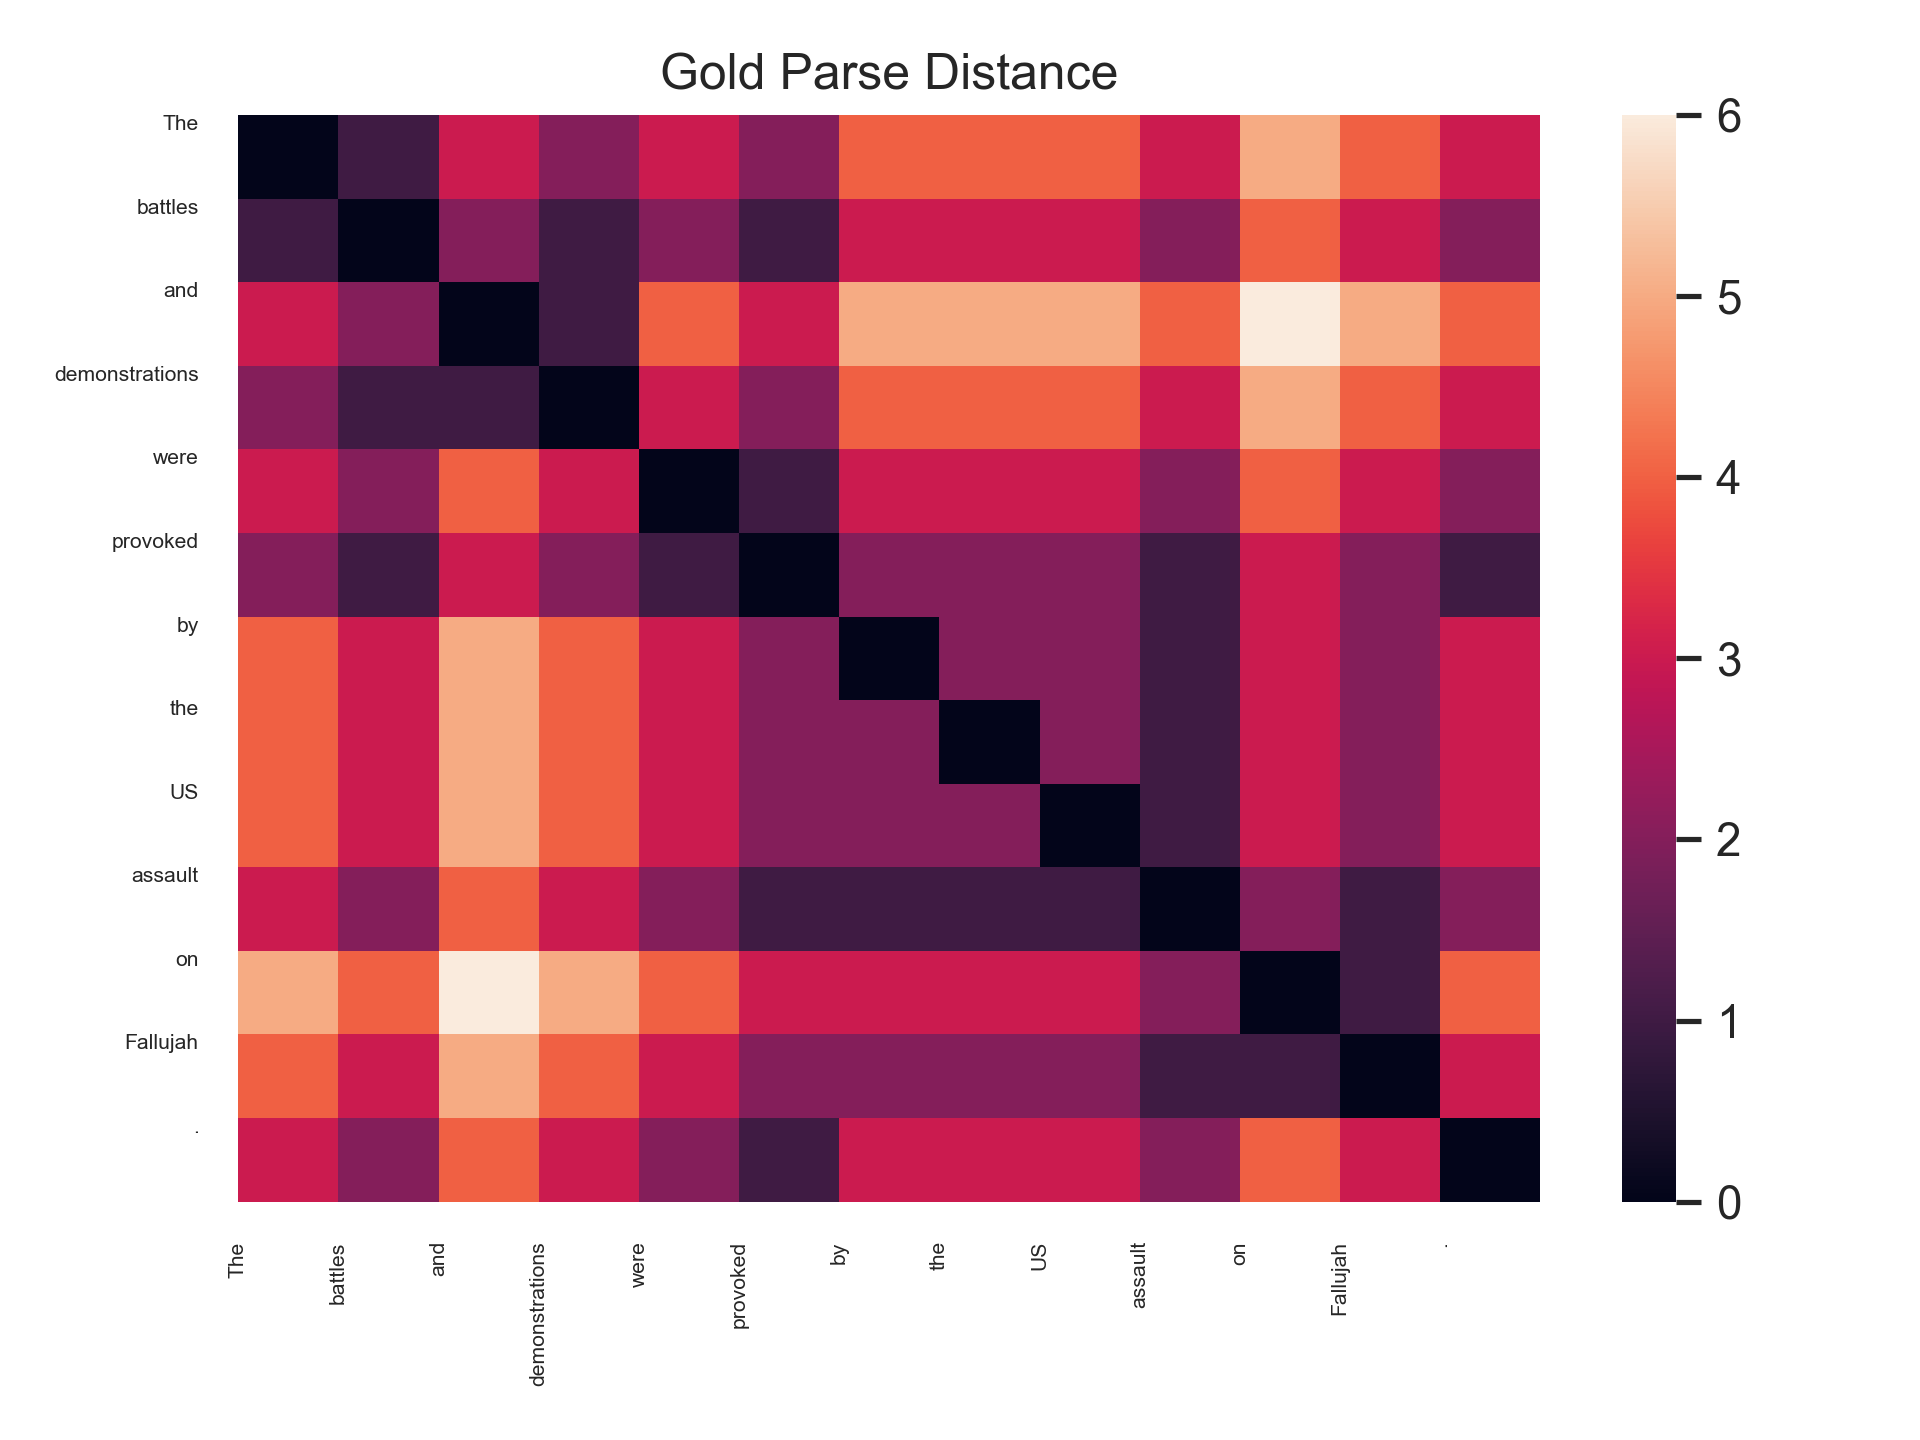 Gold Parse Distance
The
battles
and
demonstrations
were
provoked
by
the
US
assault
on
Fallujah
.
The
battles
and
demonstrations
were
provoked
by
the
US
assault
on
Fallujah
.
6
5
4
3
2
1
0